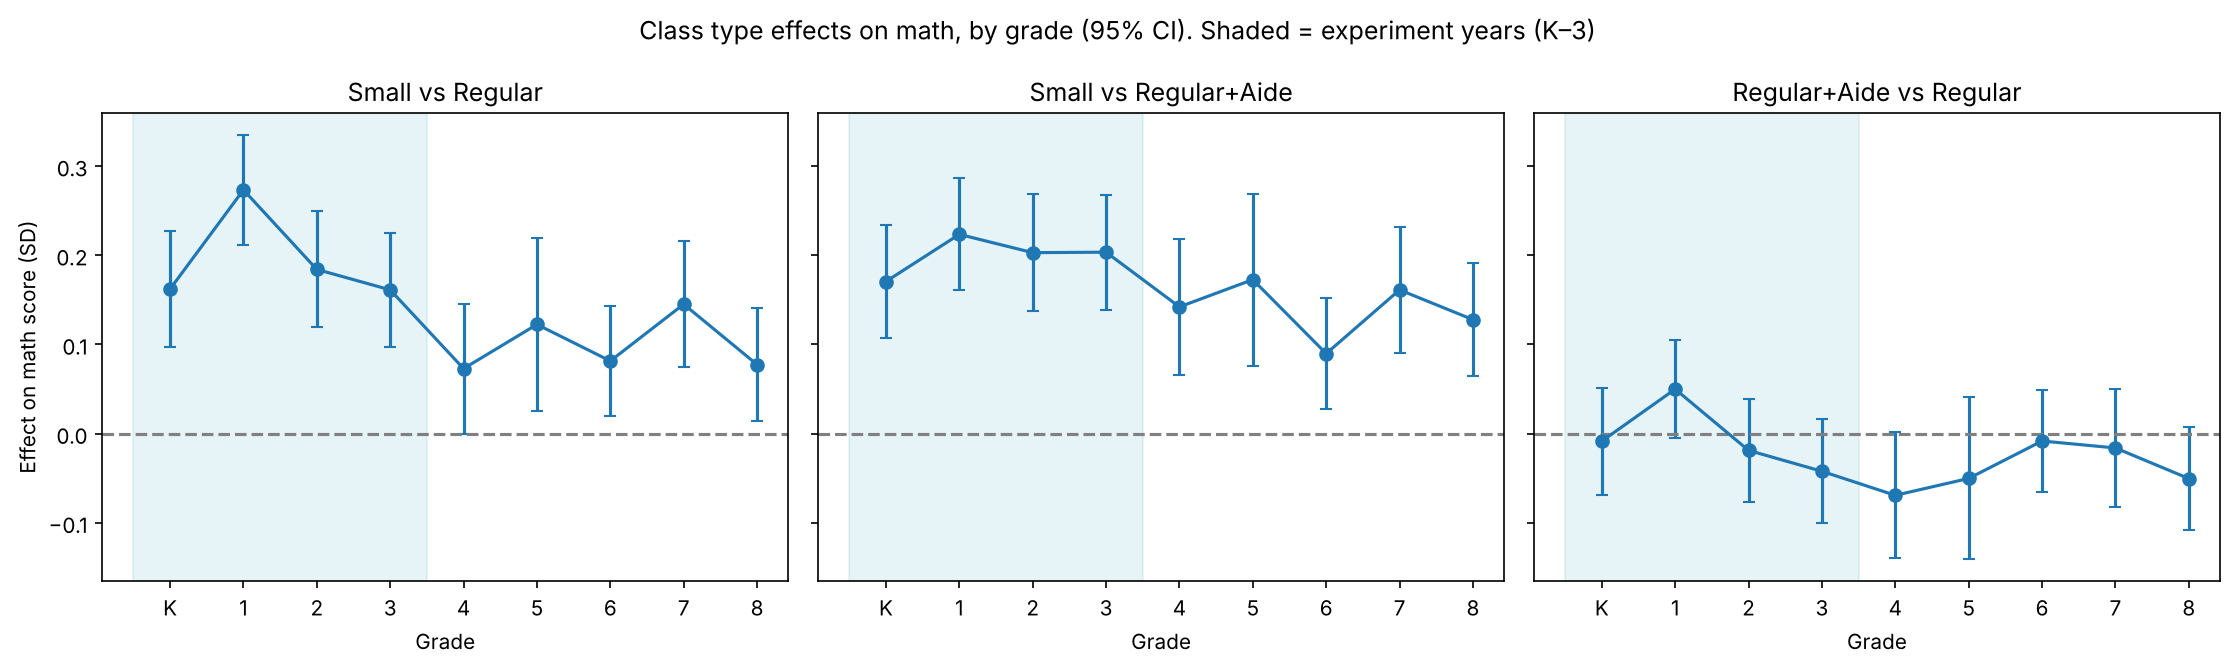 Class type effects on math, by grade (95% CI). Shaded = experiment years (K–3)
Small vs Regular
Small vs Regular+Aide
Regular+Aide vs Regular
Effect on math score (SD)
0.3
0.2
0.1
0.0
−0.1
K 1 2 3 4 5 6 7 8
K 1 2 3 4 5 6 7 8
K 1 2 3 4 5 6 7 8
Grade
Grade
Grade